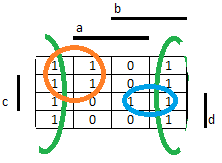 b
a
1 1 0 1
1 1 0 1
c 1 0 1 1
1 0 0 1 d